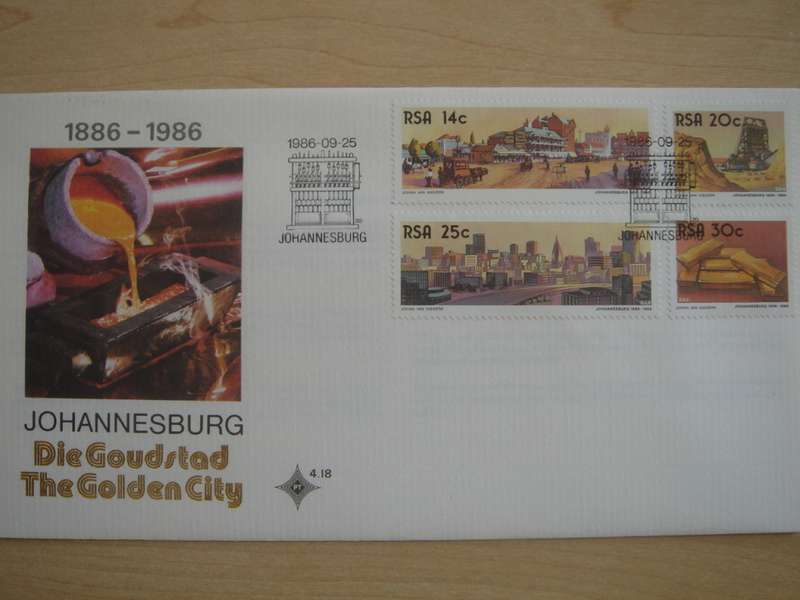 1886 – 1986
JOHANNESBURG
Die Goudstad
The Golden City
4.18
1986-09-25
JOHANNESBURG
RSA 14c
RSA 20c
1986-09-25
JOHANNESBURG
RSA 25c
RSA 30c